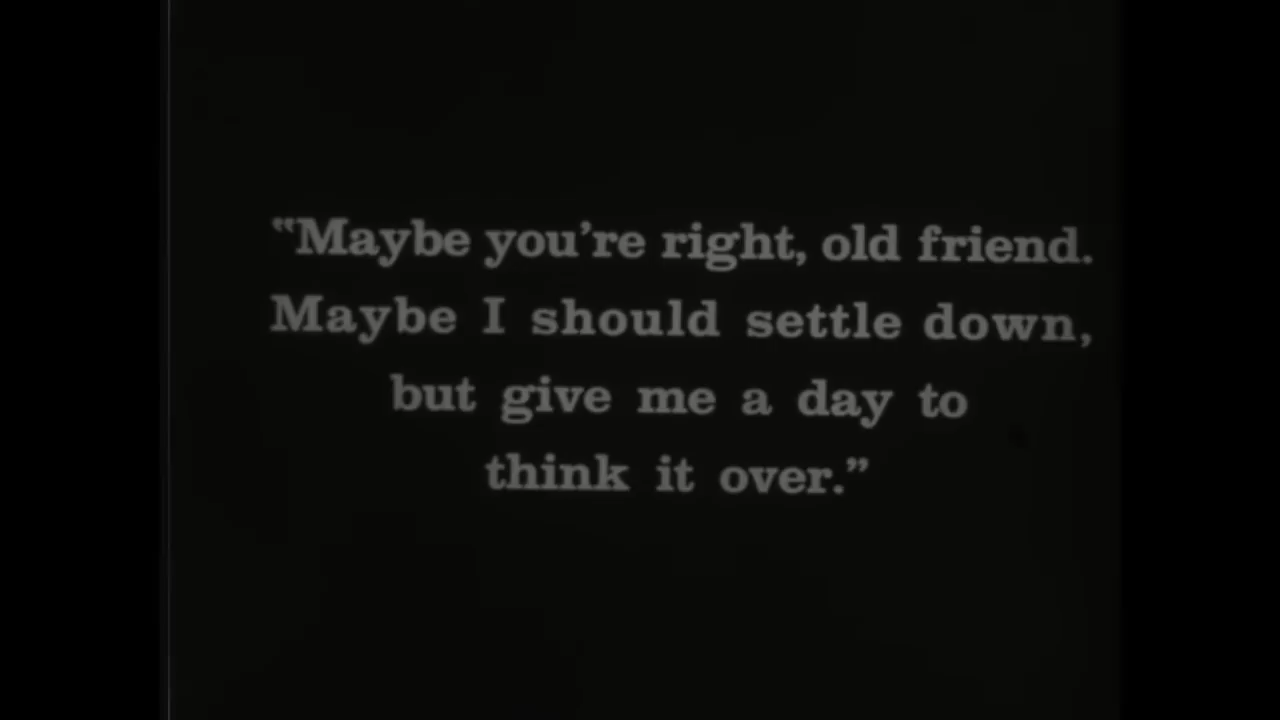 “Maybe you’re right, old friend.
Maybe I should settle down,
but give me a day to
think it over.”